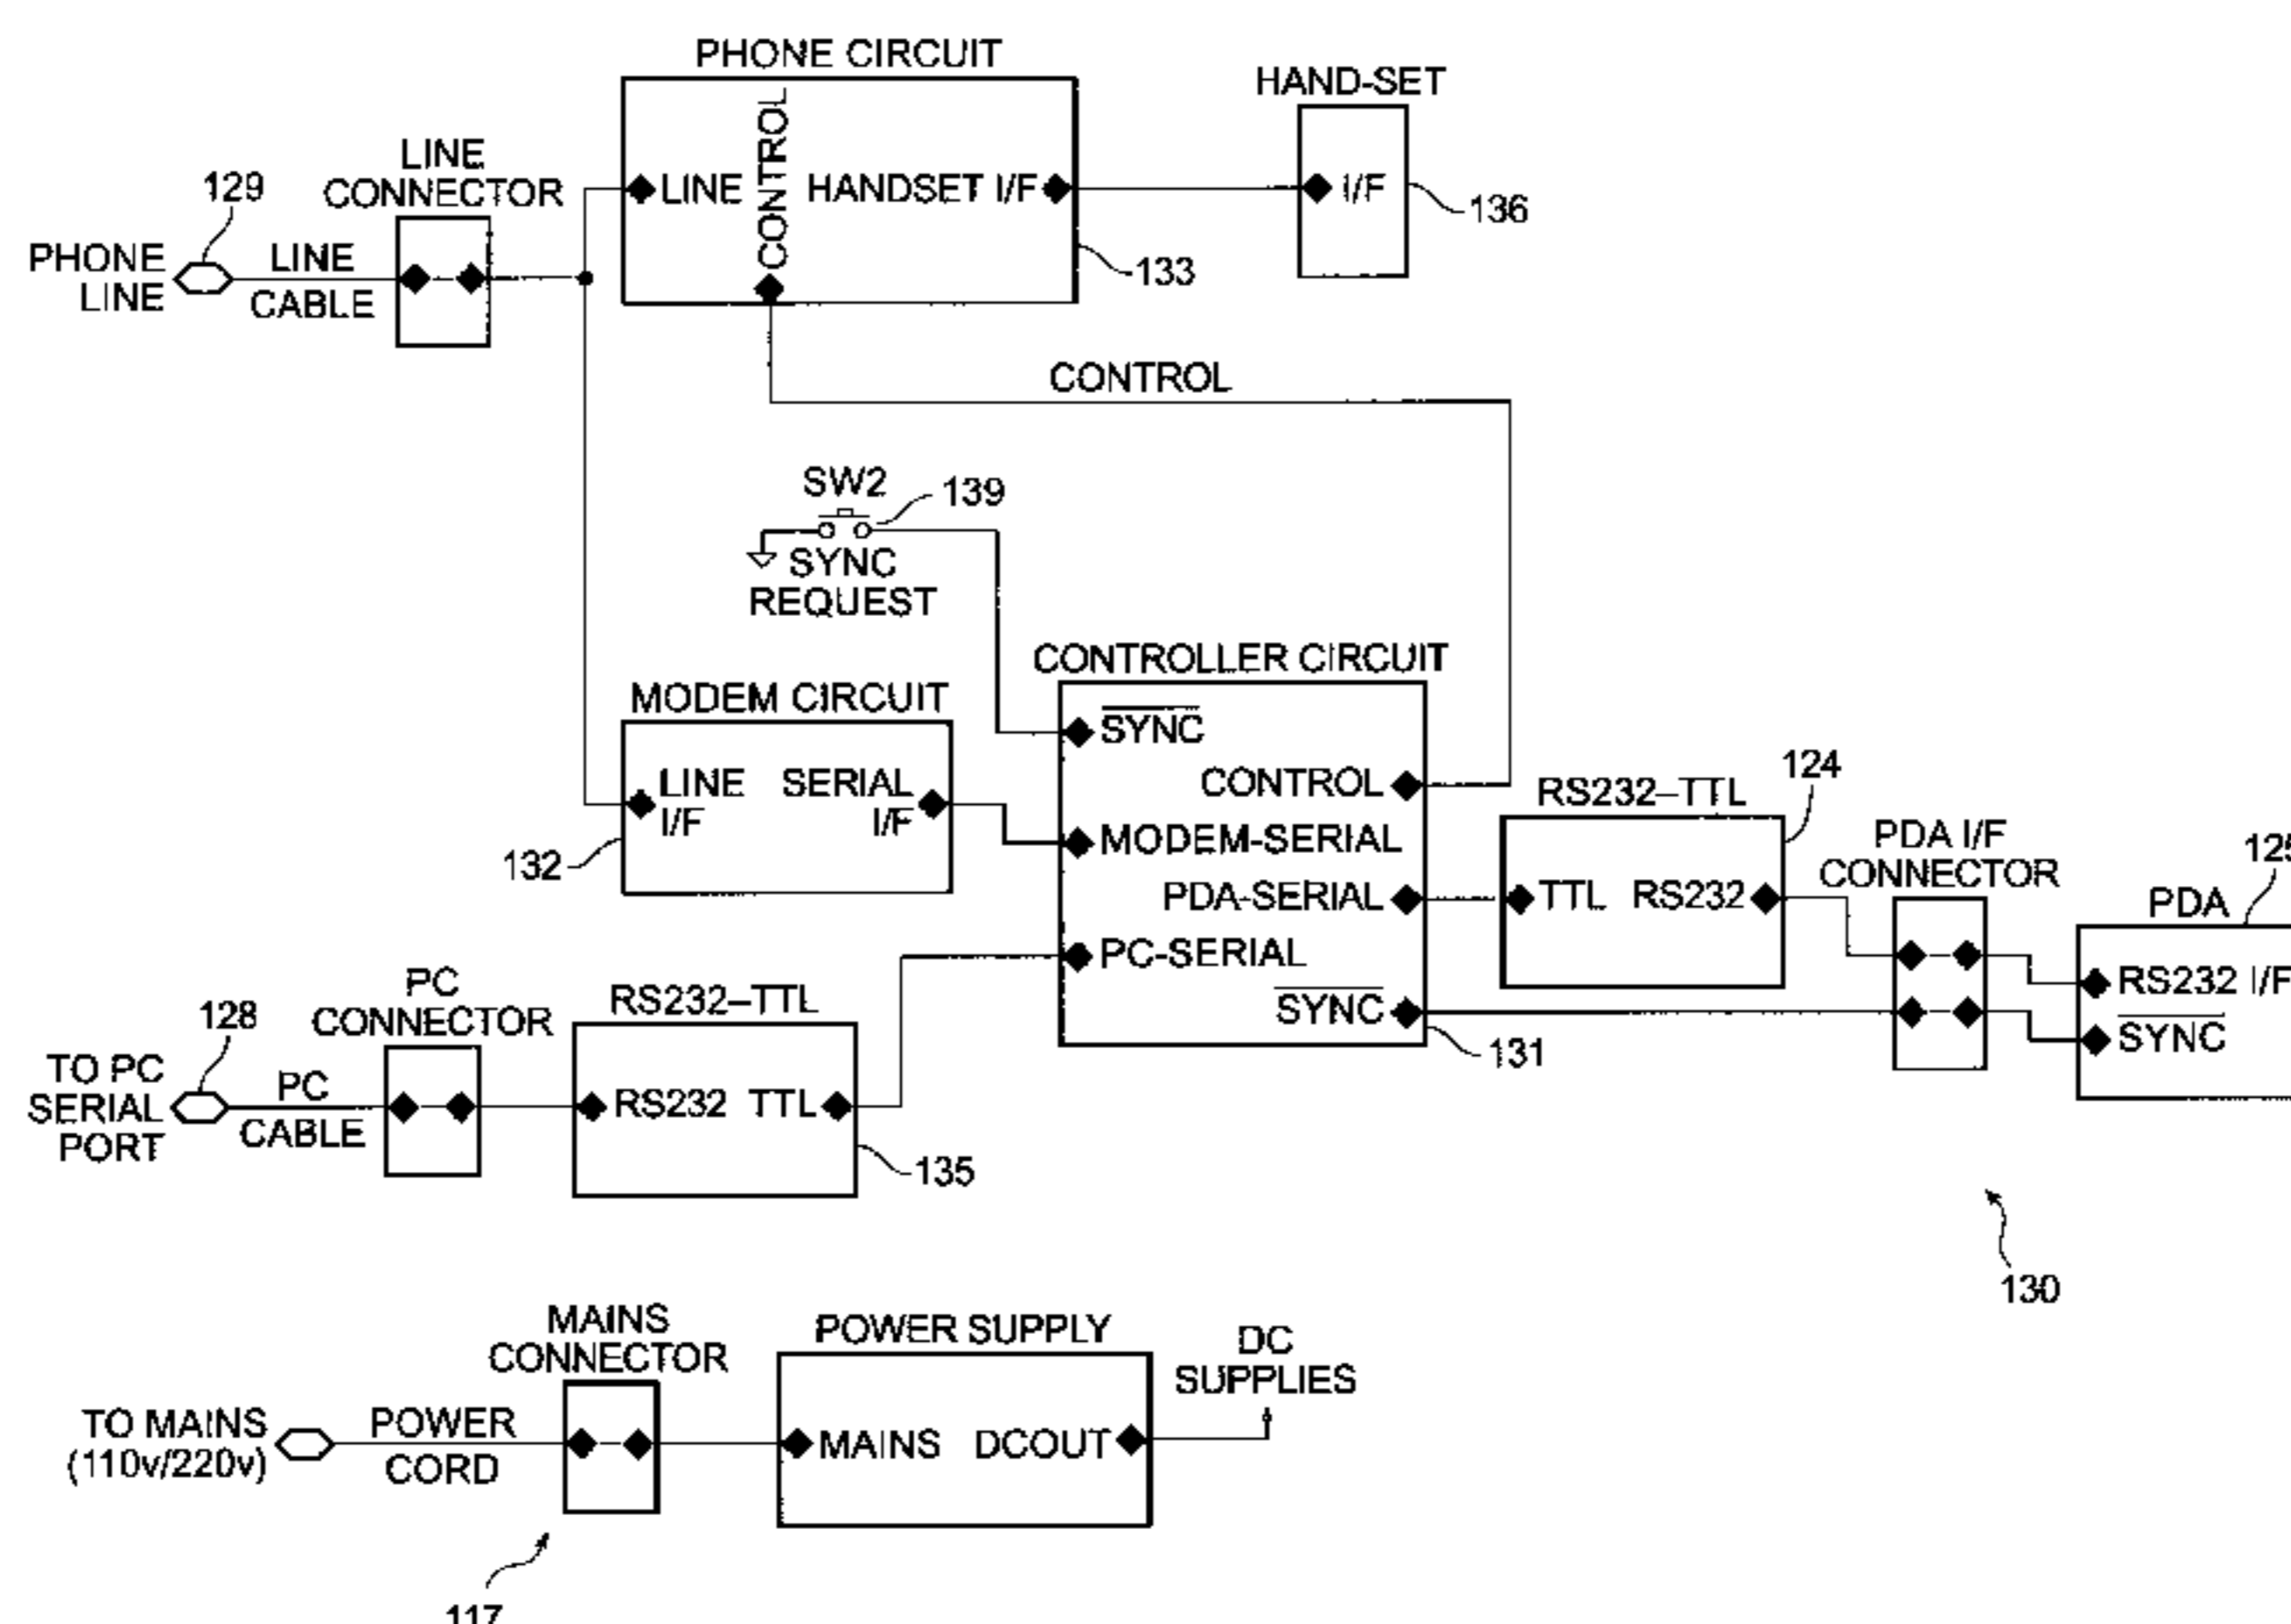 PHONE CIRCUIT
HAND-SET
LINE
CONNECTOR
129
LINE
CONTROL
HANDSET I/F
I/F
136
133
PHONE
LINE
LINE
CABLE
CONTROL
SW2
139
SYNC
REQUEST
CONTROLLER CIRCUIT
MODEM CIRCUIT
SYNC
CONTROL
LINE
I/F
SERIAL
I/F
132
MODEM-SERIAL
PDA-SERIAL
PC-SERIAL
SYNC
131
RS232–TTL
124
TTL
RS232
PDA I/F
CONNECTOR
125
PDA
RS232 I/F
SYNC
PC
CONNECTOR
RS232–TTL
128
TO PC
SERIAL
PORT
PC
CABLE
RS232
TTL
135
130
MAINS
CONNECTOR
POWER SUPPLY
DC
SUPPLIES
TO MAINS
(110v/220v)
POWER
CORD
MAINS
DCOUT
117